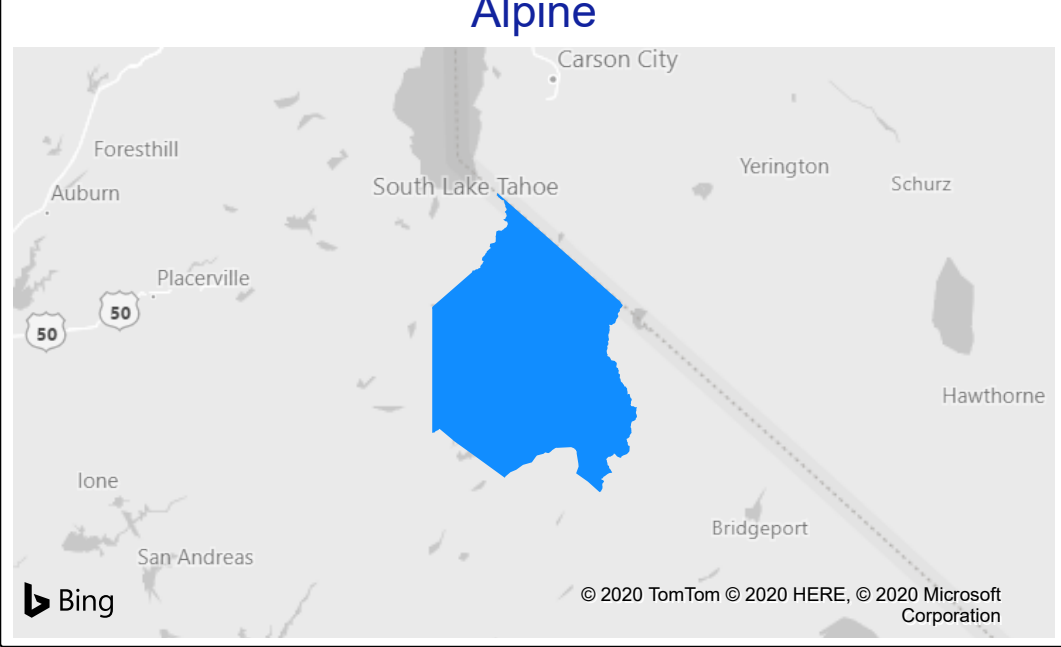 Alpine
Carson City
Foresthill
Yerington
Schurz
South Lake Tahoe
Auburn
Placerville
50
50
Hawthorne
Ione
Bridgeport
San Andreas
Bing
© 2020 TomTom © 2020 HERE, © 2020 Microsoft
Corporation